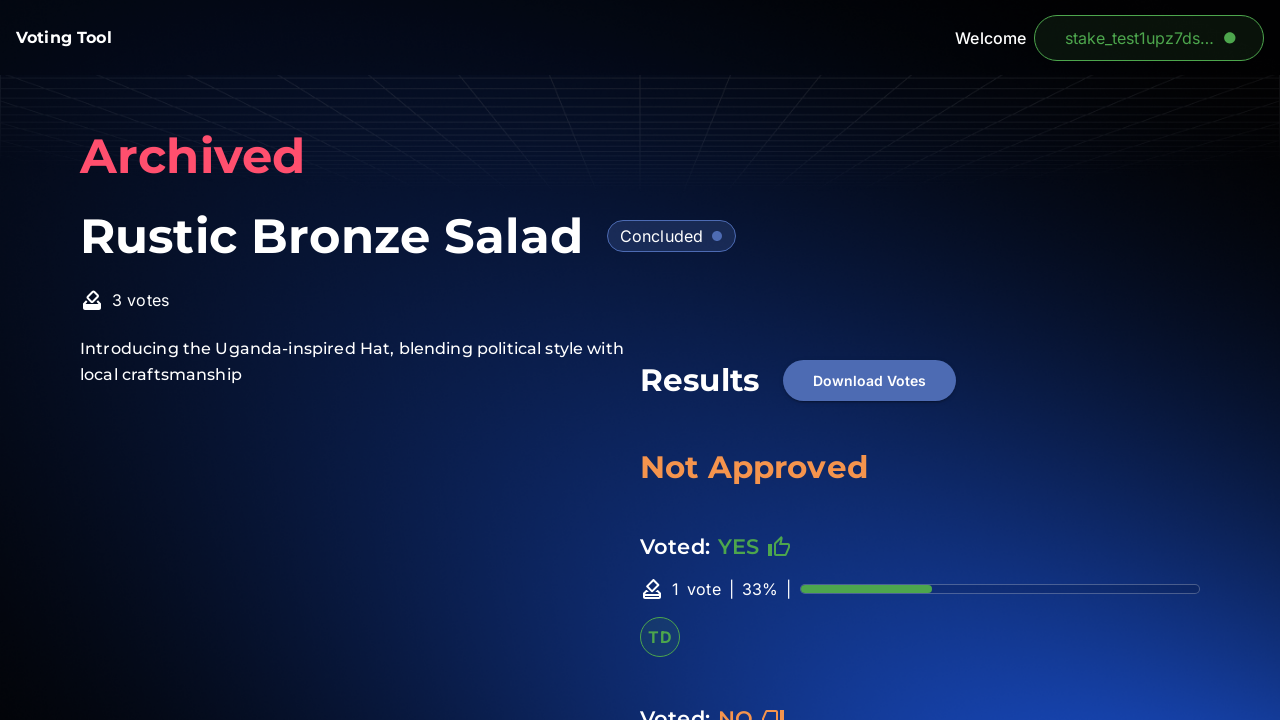 Voting Tool
Welcome
stake_test1upz7ds...
Archived
Rustic Bronze Salad
Concluded
3 votes
Introducing the Uganda-inspired Hat, blending political style with
local craftsmanship
Results
Download Votes
Not Approved
Voted: YES
1 vote | 33% |
TD
Voted: NO